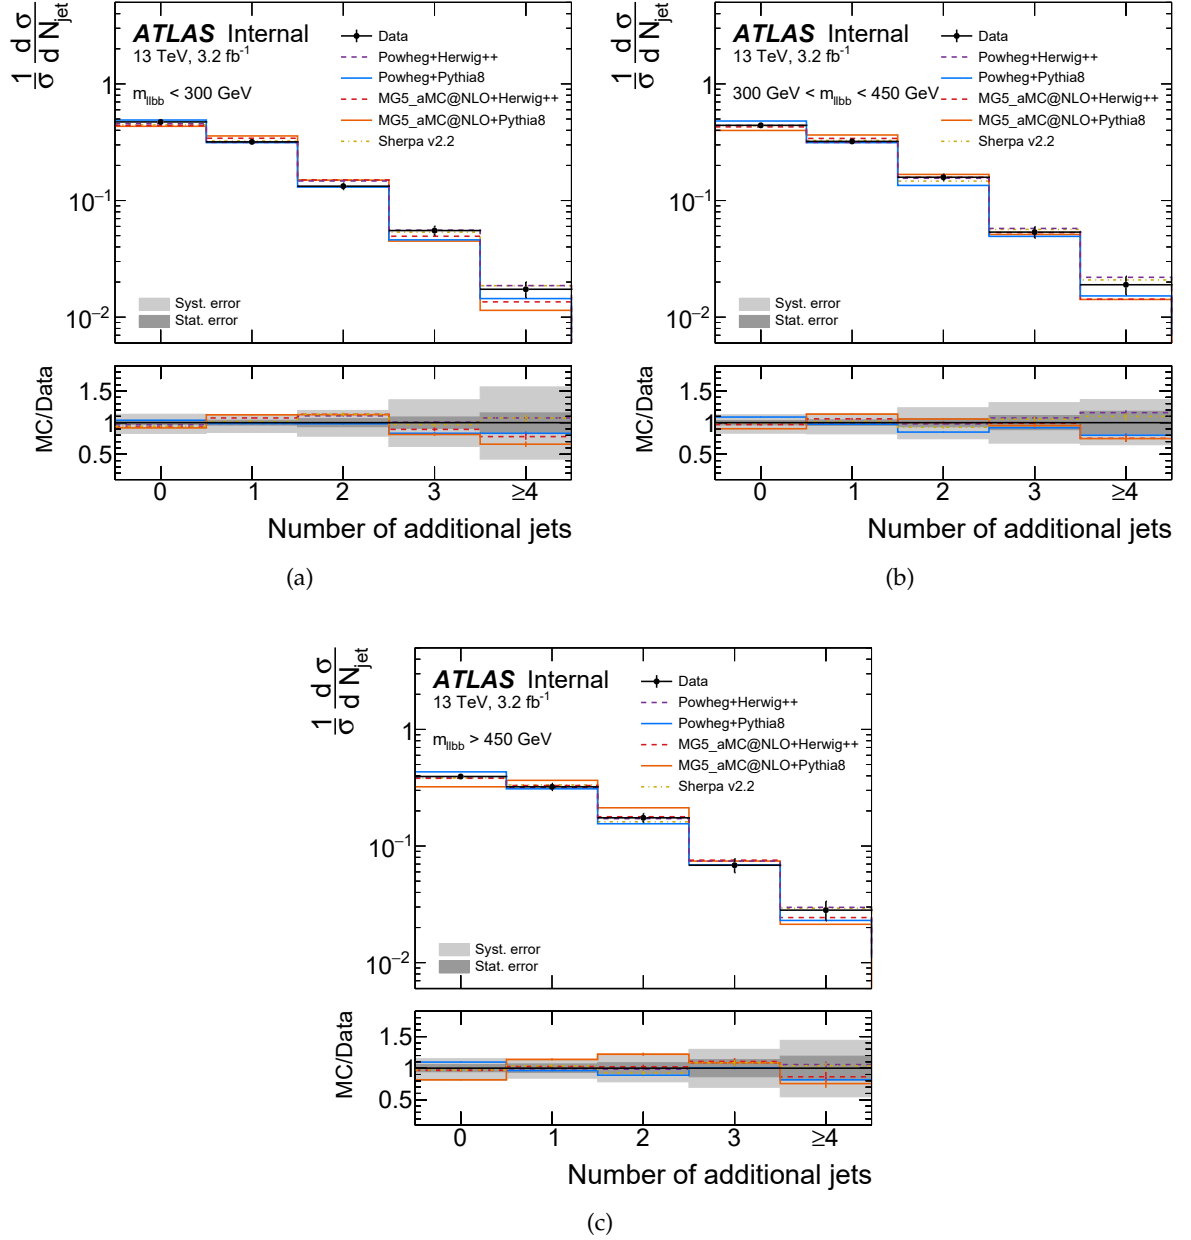 1/σ d σ/d N_jet
ATLAS Internal
13 TeV, 3.2 fb⁻¹
m_llbb < 300 GeV
Data
Powheg+Herwig++
Powheg+Pythia8
MG5_aMC@NLO+Herwig++
MG5_aMC@NLO+Pythia8
Sherpa v2.2
1
10⁻¹
10⁻²
Syst. error
Stat. error
MC/Data
1.5
1
0.5
0 1 2 3 ≥4
Number of additional jets
(a)
1/σ d σ/d N_jet
ATLAS Internal
13 TeV, 3.2 fb⁻¹
300 GeV < m_llbb < 450 GeV
Data
Powheg+Herwig++
Powheg+Pythia8
MG5_aMC@NLO+Herwig++
MG5_aMC@NLO+Pythia8
Sherpa v2.2
1
10⁻¹
10⁻²
Syst. error
Stat. error
MC/Data
1.5
1
0.5
0 1 2 3 ≥4
Number of additional jets
(b)
1/σ d σ/d N_jet
ATLAS Internal
13 TeV, 3.2 fb⁻¹
m_llbb > 450 GeV
Data
Powheg+Herwig++
Powheg+Pythia8
MG5_aMC@NLO+Herwig++
MG5_aMC@NLO+Pythia8
Sherpa v2.2
1
10⁻¹
10⁻²
Syst. error
Stat. error
MC/Data
1.5
1
0.5
0 1 2 3 ≥4
Number of additional jets
(c)